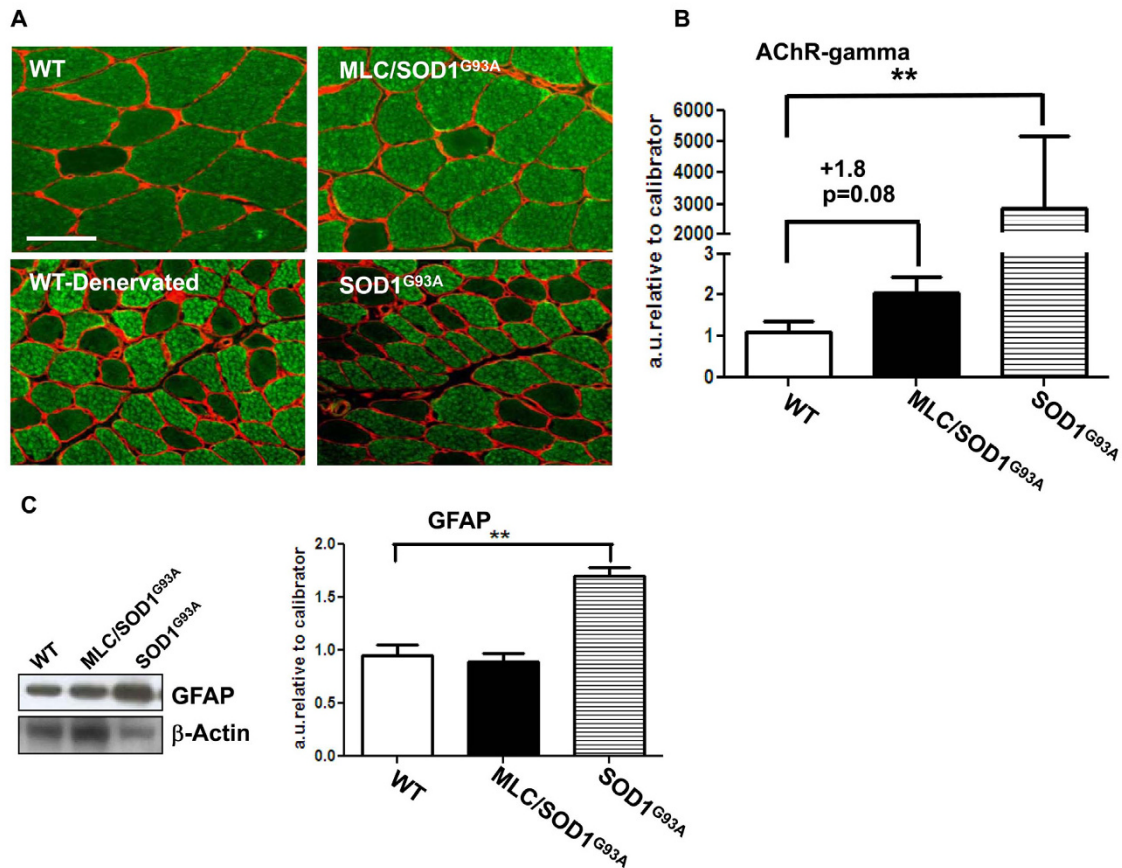 A
WT
MLC/SOD1G93A
WT-Denervated
SOD1G93A
B
AChR-gamma
**
+1.8
p=0.08
a.u.relative to calibrator
6000
5000
4000
3000
2000
3
2
1
0
WT
MLC/SOD1G93A
SOD1G93A
C
WT
MLC/SOD1G93A
SOD1G93A
GFAP
β-Actin
GFAP
**
a.u.relative to calibrator
2.0
1.5
1.0
0.5
0.0
WT
MLC/SOD1G93A
SOD1G93A